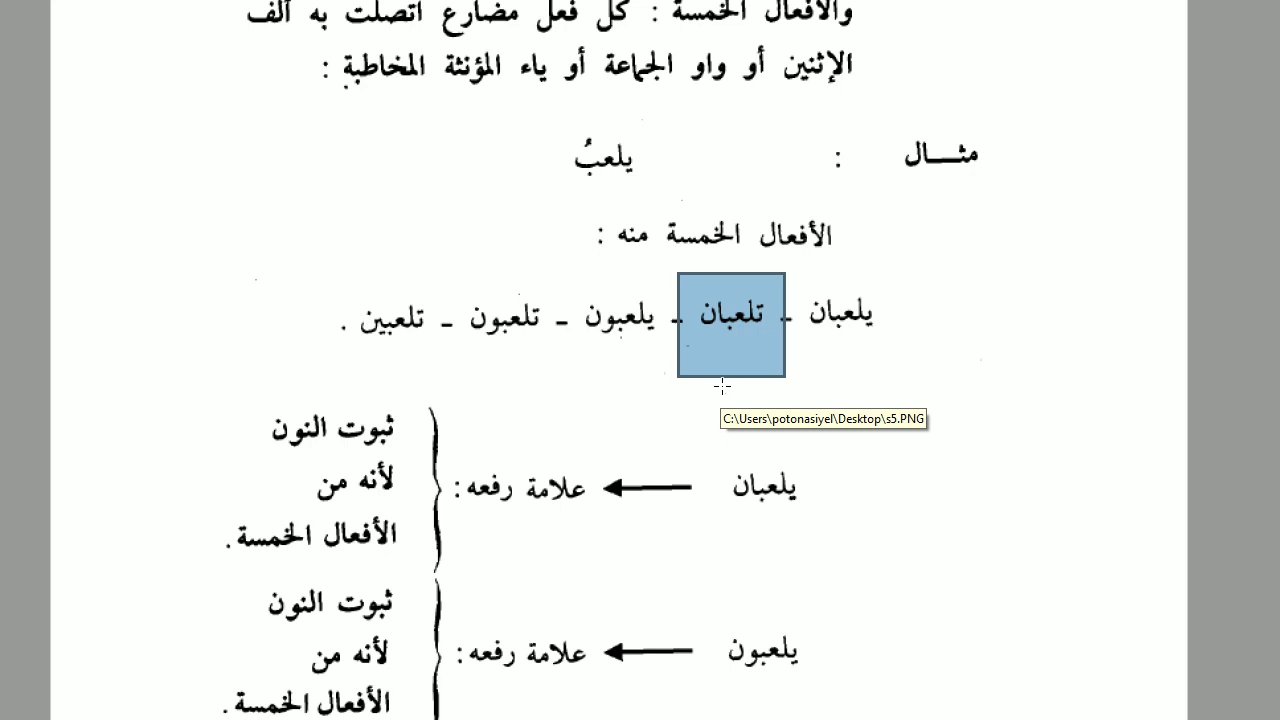 والأفعال الخمسة : كل فعل مضارع اتصلت به ألف
الإثنين أو واو الجماعة أو ياء المؤنثة المخاطبة :
مثـــال : يلعبُ
الأفعال الخمسة منه :
يلعبان - تلعبان - يلعبون - تلعبون - تلعبين .
C:\Users\potonasiyel\Desktop\s5.PNG
ثبوت النون
يلعبان ← علامة رفعه : لأنه من
الأفعال الخمسة .
ثبوت النون
يلعبون ← علامة رفعه : لأنه من
الأفعال الخمسة .